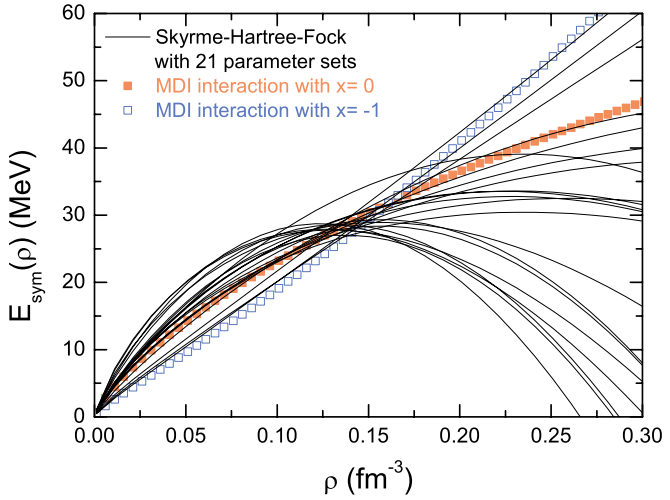 60
50
40
30
20
10
0
E_sym(ρ) (MeV)
Skyrme-Hartree-Fock
with 21 parameter sets
MDI interaction with x= 0
MDI interaction with x= -1
0.00 0.05 0.10 0.15 0.20 0.25 0.30
ρ (fm⁻³)